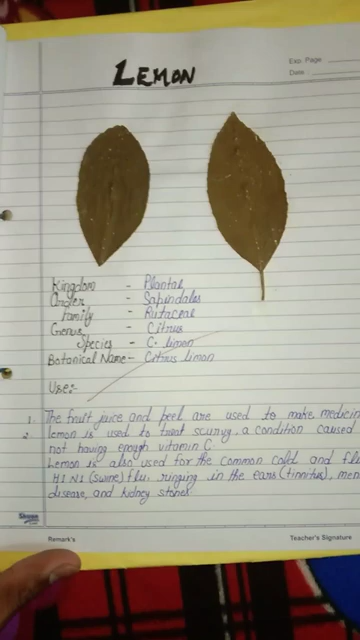 Exp. Page
Date
LEMON
Kingdom - Plantae
Order - Sapindales
Family - Rutaceae
Genus - Citrus
Species - C. limon
Botanical Name - Citrus limon
Use:-
1. The fruit juice and peel are used to make medicin
2. lemon is used to treat scurvy, a condition caused
not having enough vitamin C.
Lemon is also used for the common cold and flu
H1N1 (swine) flu, ringing in the ears (tinnitus), men
disease, and kidney stones
Remark's
Teacher's Signature